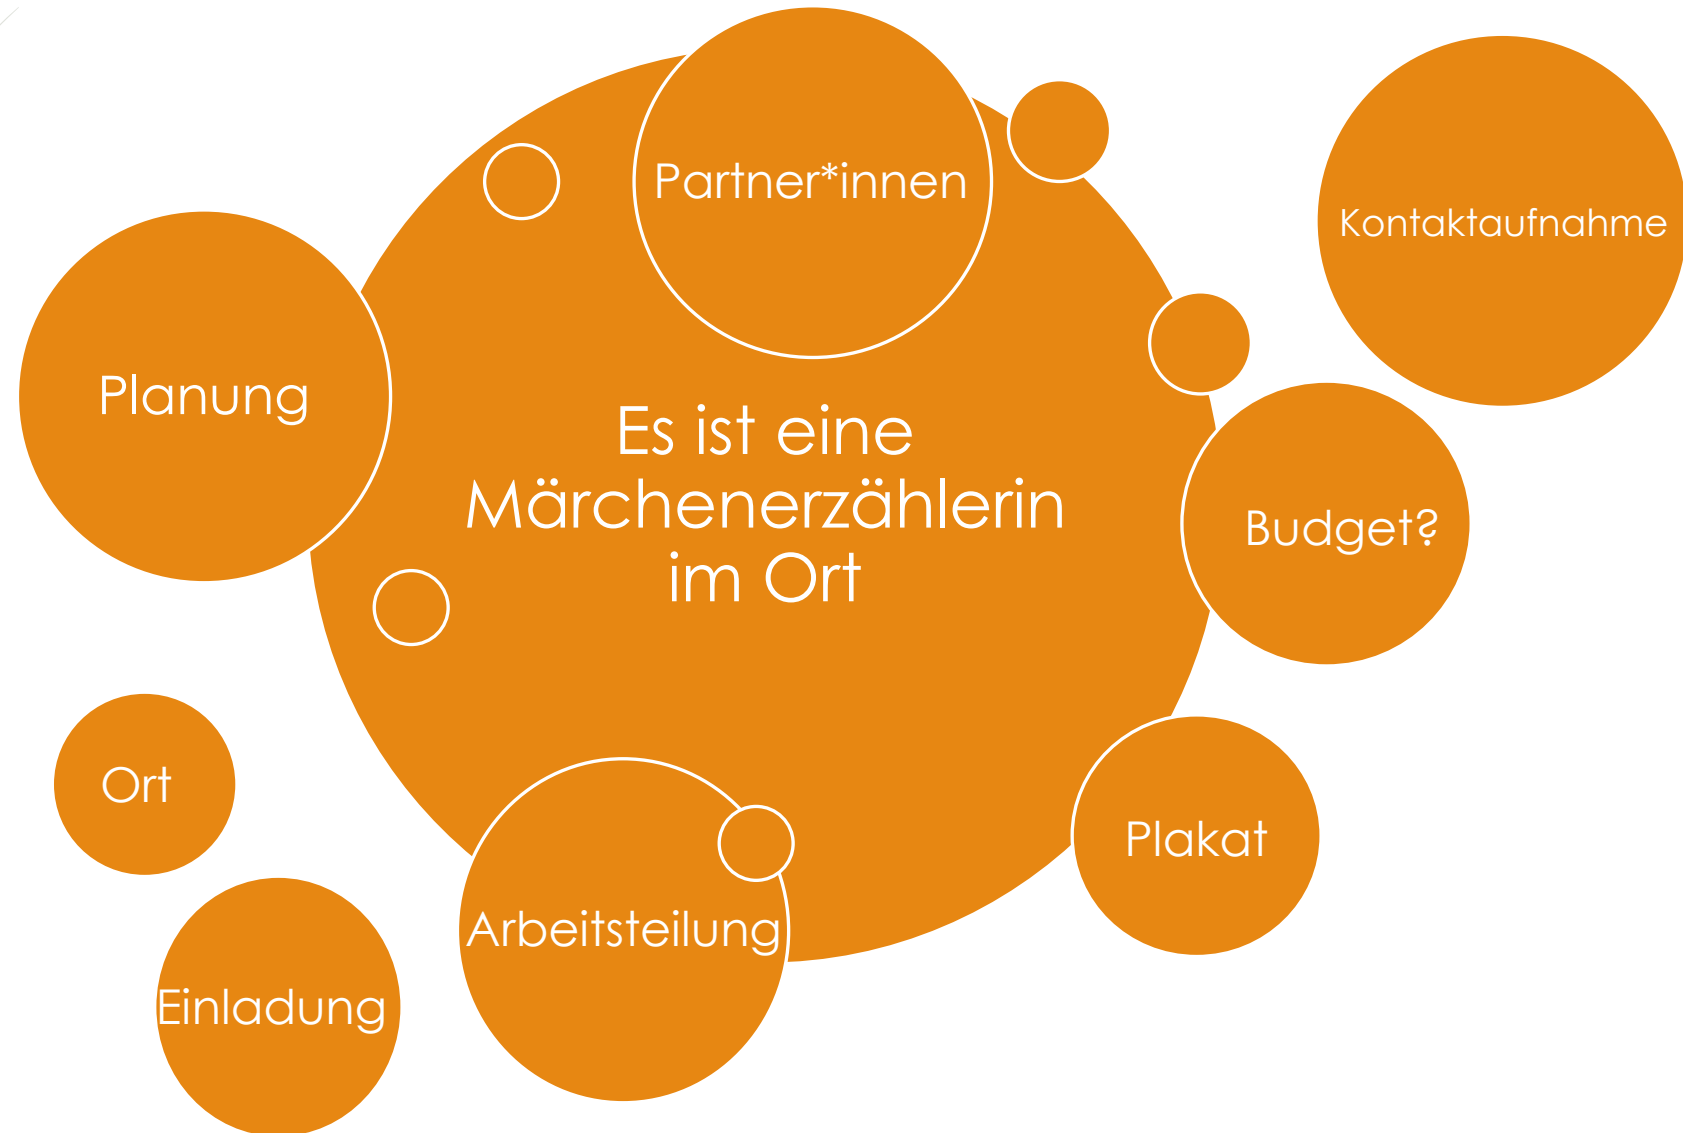 Partner*innen
Kontaktaufnahme
Planung
Es ist eine
Märchenerzählerin
im Ort
Budget?
Ort
Plakat
Arbeitsteilung
Einladung